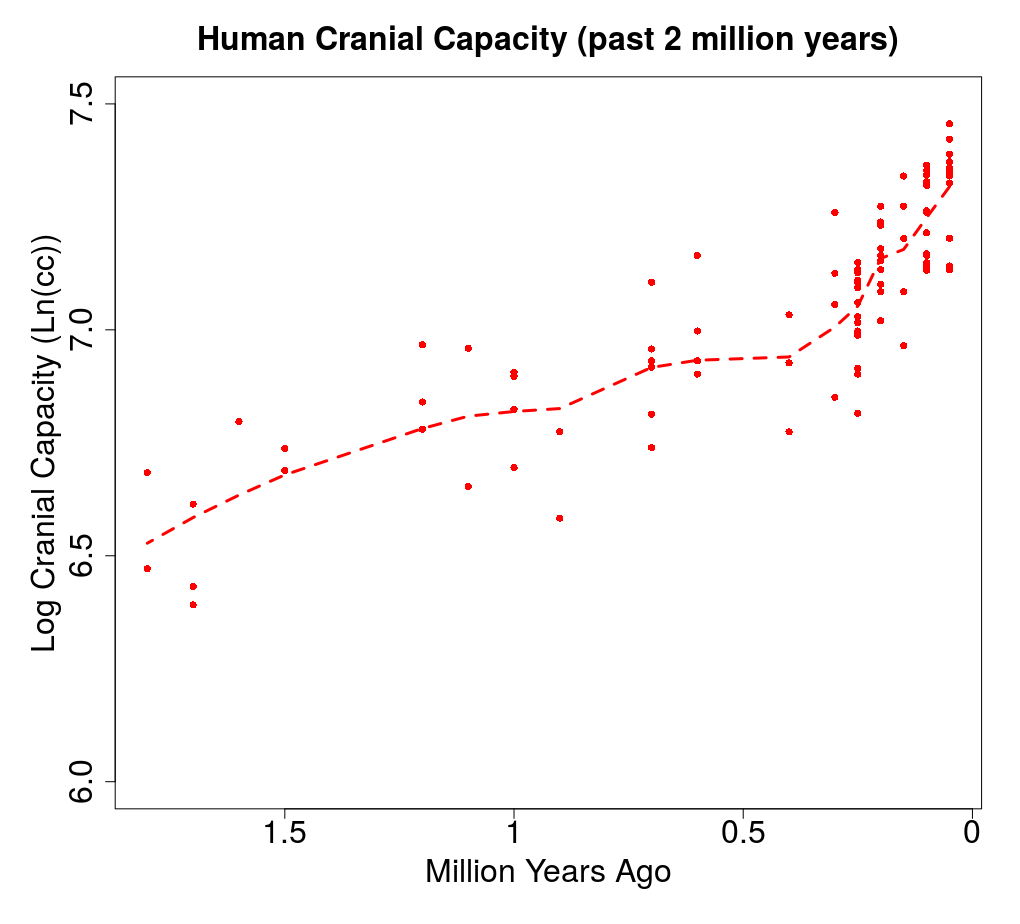 Human Cranial Capacity (past 2 million years)
Log Cranial Capacity (Ln(cc))
7.5
7.0
6.5
6.0
1.5 1 0.5 0
Million Years Ago